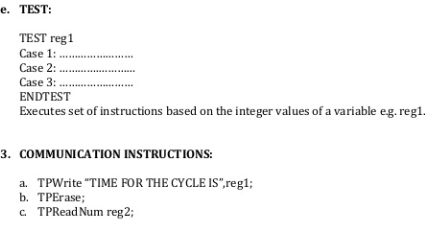 e. TEST:
TEST reg1
Case 1: ........................
Case 2: ........................
Case 3: ........................
ENDTEST
Executes set of instructions based on the integer values of a variable e.g. reg1.
3. COMMUNICATION INSTRUCTIONS:
a. TPWrite "TIME FOR THE CYCLE IS",reg1;
b. TPErase;
c. TPReadNum reg2;